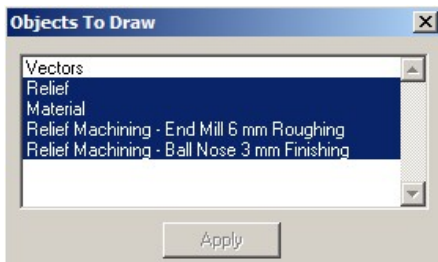 Objects To Draw
Vectors
Relief
Material
Relief Machining - End Mill 6 mm Roughing
Relief Machining - Ball Nose 3 mm Finishing
Apply